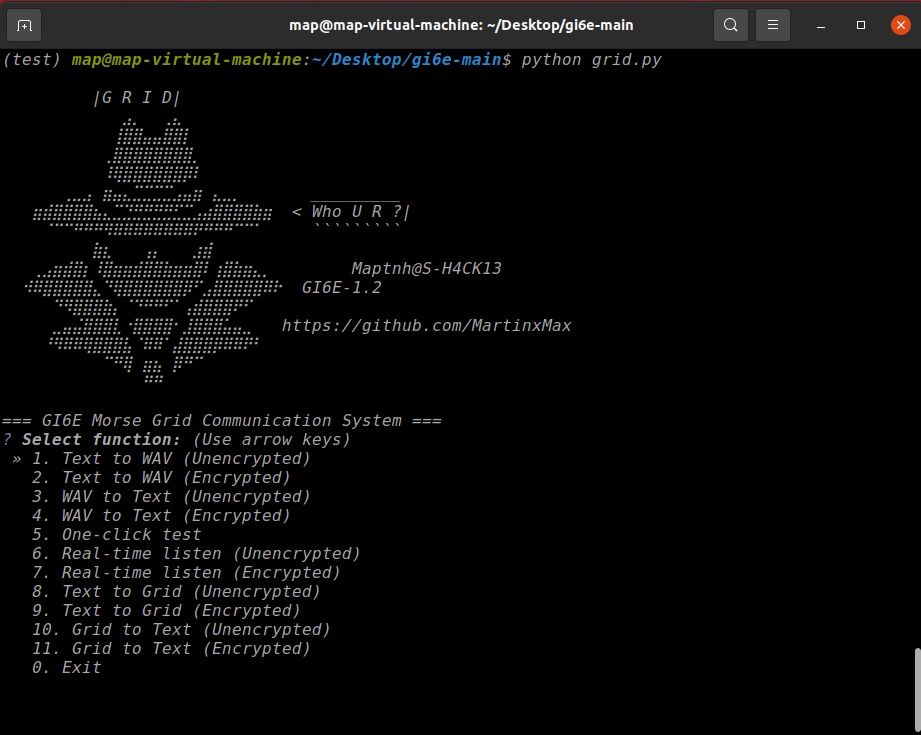 map@map-virtual-machine: ~/Desktop/gi6e-main
(test) map@map-virtual-machine:~/Desktop/gi6e-main$ python grid.py
|G R I D|
< Who U R ?|
Maptnh@S-H4CK13
GI6E-1.2
https://github.com/MartinxMax
=== GI6E Morse Grid Communication System ===
? Select function: (Use arrow keys)
» 1. Text to WAV (Unencrypted)
2. Text to WAV (Encrypted)
3. WAV to Text (Unencrypted)
4. WAV to Text (Encrypted)
5. One-click test
6. Real-time listen (Unencrypted)
7. Real-time listen (Encrypted)
8. Text to Grid (Unencrypted)
9. Text to Grid (Encrypted)
10. Grid to Text (Unencrypted)
11. Grid to Text (Encrypted)
0. Exit